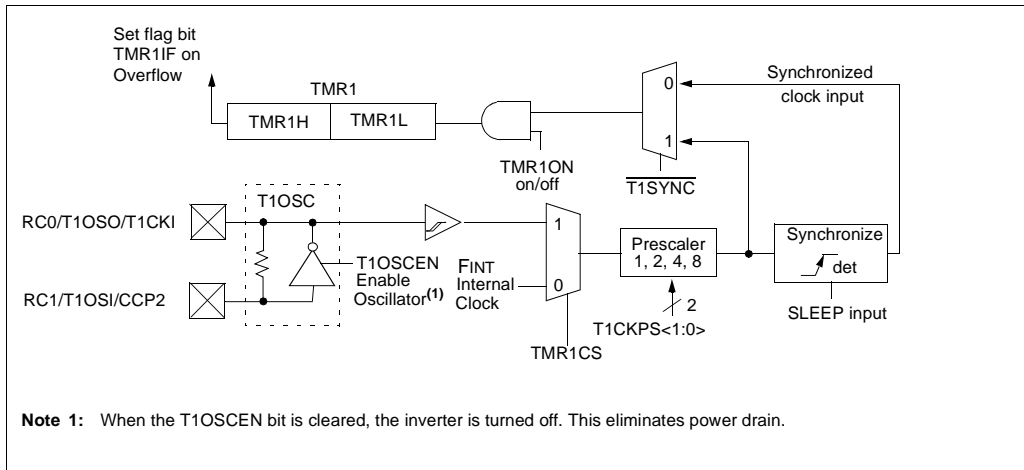 Set flag bit
TMR1IF on
Overflow
TMR1
TMR1H
TMR1L
TMR1ON
on/off
0
1
T1SYNC
Synchronized
clock input
T1OSC
RC0/T1OSO/T1CKI
RC1/T1OSI/CCP2
T1OSCEN
Enable
Oscillator(1)
FINT
Internal
Clock
1
0
TMR1CS
Prescaler
1, 2, 4, 8
2
T1CKPS<1:0>
Synchronize
det
SLEEP input
Note 1: When the T1OSCEN bit is cleared, the inverter is turned off. This eliminates power drain.